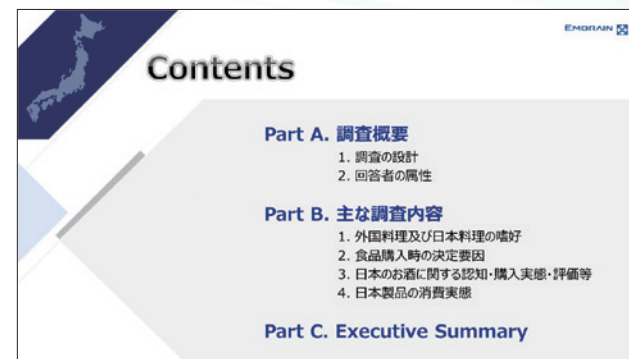 EMBRAIN
Contents
Part A. 調査概要
1. 調査の設計
2. 回答者の属性
Part B. 主な調査内容
1. 外国料理及び日本料理の嗜好
2. 食品購入時の決定要因
3. 日本のお酒に関する認知・購入実態・評価等
4. 日本製品の消費実態
Part C. Executive Summary